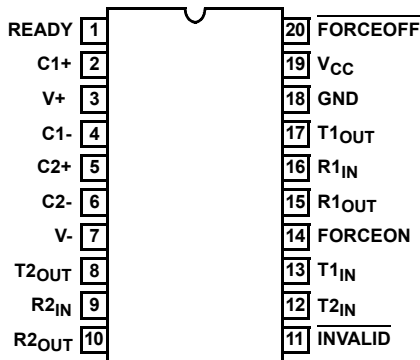 READY 1 20 FORCEOFF
C1+ 2 19 VCC
V+ 3 18 GND
C1- 4 17 T1OUT
C2+ 5 16 R1IN
C2- 6 15 R1OUT
V- 7 14 FORCEON
T2OUT 8 13 T1IN
R2IN 9 12 T2IN
R2OUT 10 11 INVALID